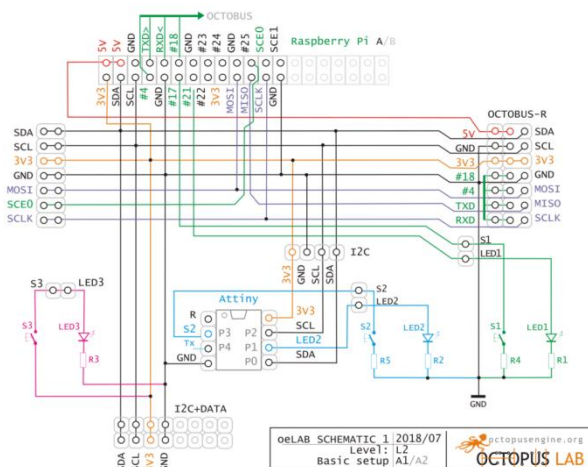 OCTOBUS
5V 5V SCL GND TXD> RXD< #18 GND #23 #24 GND #25 SCE0 SCE1
Raspberry Pi A/B
3V3 SDA #4 GND #17 #21 #22 3V3 MOSI MISO SCLK GND
OCTOBUS-R
SDA
SCL
3V3
GND
MOSI
SCE0
SCLK
5V SDA
GND SCL
3V3 3V3
#18 GND
#4 MOSI
TXD MISO
RXD SCLK
S1
LED1
I2C
3V3 GND SCL SDA
S3 LED3
S2
LED2
Attiny
R 3V3
S2 P3 P2 SCL
Tx P4 P1 LED2
GND P0 SDA
S3 LED3 R3
S2 LED2 R5 R2
S1 LED1 R4 R1
GND
I2C+DATA
SDA SCL 3V3 GND
oeLAB SCHEMATIC 1 2018/07
Level: L2
Basic setup A1/A2
octopusengine.org
OCTOPUS LAB